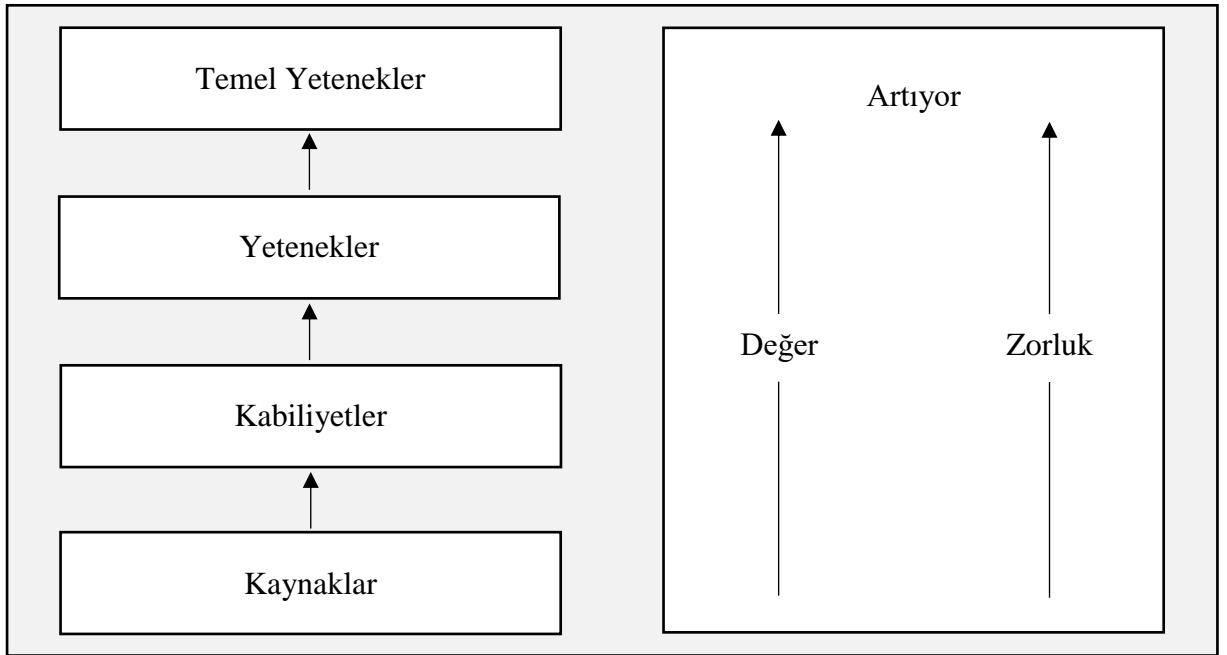 Temel Yetenekler
Yetenekler
Kabiliyetler
Kaynaklar
Artıyor
Değer
Zorluk